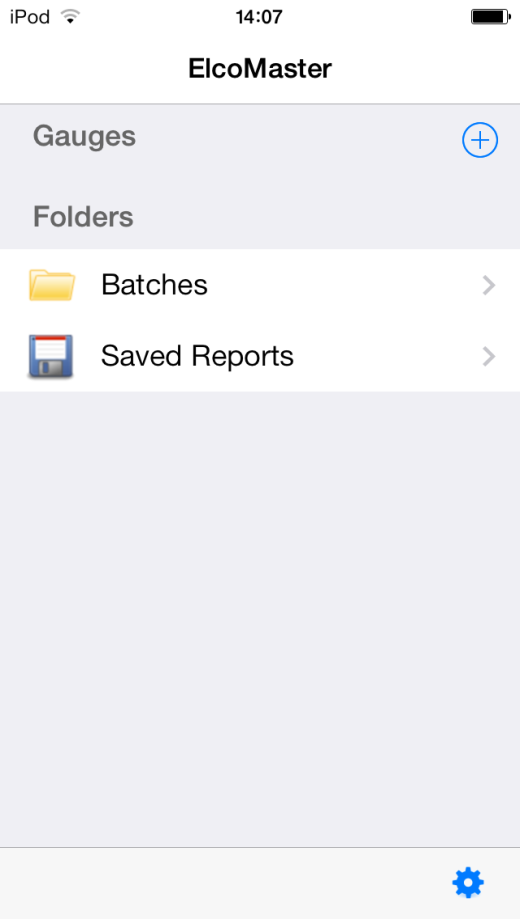 iPod 14:07
ElcoMaster
Gauges
Folders
Batches
Saved Reports